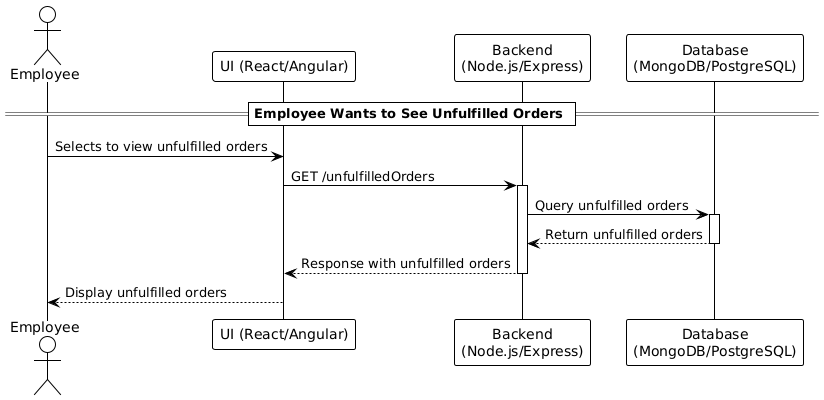 Employee
UI (React/Angular)
Backend
(Node.js/Express)
Database
(MongoDB/PostgreSQL)
Employee Wants to See Unfulfilled Orders
Selects to view unfulfilled orders
GET /unfulfilledOrders
Query unfulfilled orders
Return unfulfilled orders
Response with unfulfilled orders
Display unfulfilled orders
Employee
UI (React/Angular)
Backend
(Node.js/Express)
Database
(MongoDB/PostgreSQL)